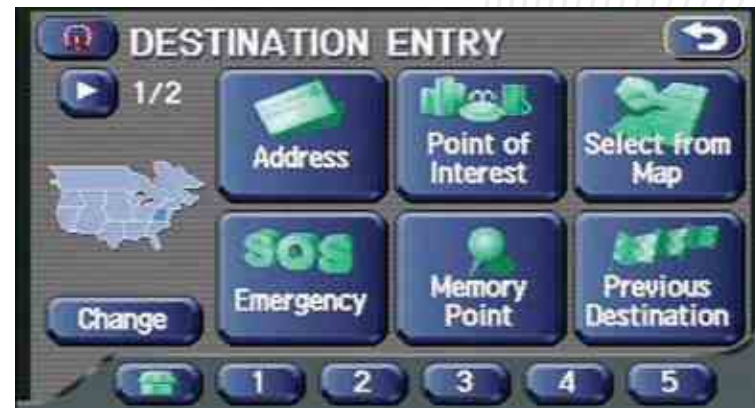 DESTINATION ENTRY
1/2
Address
Point of
Interest
Select from
Map
SOS
Emergency
Memory
Point
Previous
Destination
Change
1 2 3 4 5